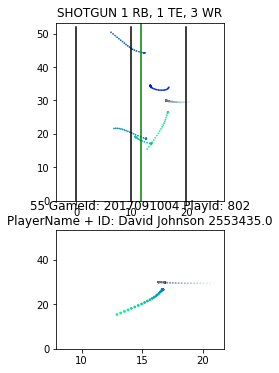 SHOTGUN 1 RB, 1 TE, 3 WR
50
40
30
20
10
0
0 10 20
55 GameId: 2017091004 PlayId: 802
PlayerName + ID: David Johnson 2553435.0
40
20
0
10 15 20